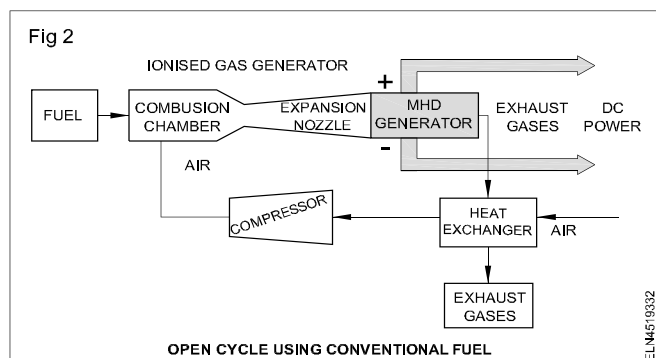 Fig 2
IONISED GAS GENERATOR
FUEL
COMBUSION
CHAMBER
EXPANSION
NOZZLE
+
MHD
GENERATOR
-
EXHAUST
GASES
DC
POWER
AIR
COMPRESSOR
HEAT
EXCHANGER
AIR
EXHAUST
GASES
OPEN CYCLE USING CONVENTIONAL FUEL
ELN4519332